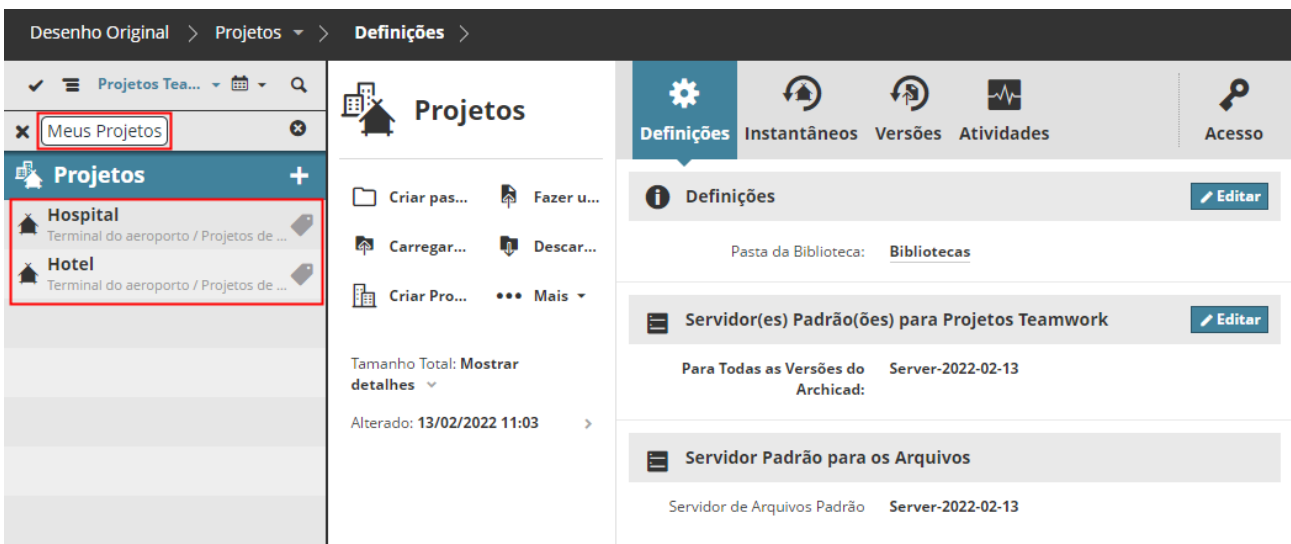 Desenho Original > Projetos > Definições >
Projetos Tea...
Meus Projetos
Projetos
Hospital
Terminal do aeroporto / Projetos de ...
Hotel
Terminal do aeroporto / Projetos de ...
Projetos
Criar pas...
Fazer u...
Carregar...
Descar...
Criar Pro...
••• Mais
Tamanho Total: Mostrar
detalhes
Alterado: 13/02/2022 11:03 >
Definições
Instantâneos
Versões
Atividades
Acesso
Definições
Editar
Pasta da Biblioteca: Bibliotecas
Servidor(es) Padrão(ões) para Projetos Teamwork
Editar
Para Todas as Versões do
Archicad:
Server-2022-02-13
Servidor Padrão para os Arquivos
Servidor de Arquivos Padrão Server-2022-02-13